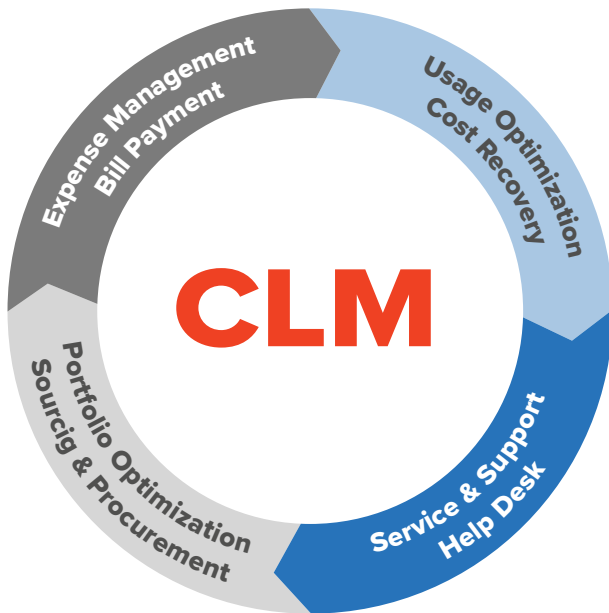 Expense Management
Bill Payment
Usage Optimization
Cost Recovery
CLM
Portfolio Optimization
Sourcig & Procurement
Service & Support
Help Desk